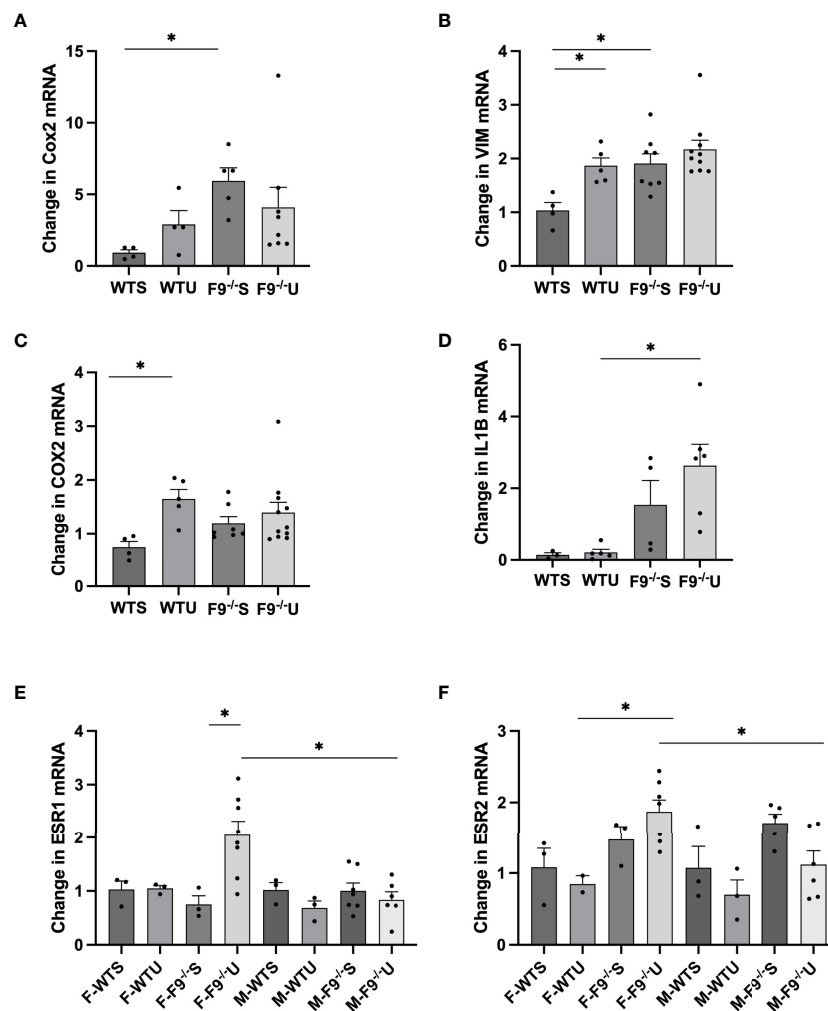 A
Change in Cox2 mRNA
15
10
5
0
*
WTS WTU F9-/-S F9-/-U
B
Change in VIM mRNA
4
3
2
1
0
*
*
WTS WTU F9-/-S F9-/-U
C
Change in COX2 mRNA
4
3
2
1
0
*
WTS WTU F9-/-S F9-/-U
D
Change in IL1B mRNA
6
4
2
0
*
WTS WTU F9-/-S F9-/-U
E
Change in ESR1 mRNA
4
3
2
1
0
*
*
F-WTS F-WTU F-F9-/-S F-F9-/-U M-WTS M-WTU M-F9-/-S M-F9-/-U
F
Change in ESR2 mRNA
3
2
1
0
*
*
F-WTS F-WTU F-F9-/-S F-F9-/-U M-WTS M-WTU M-F9-/-S M-F9-/-U